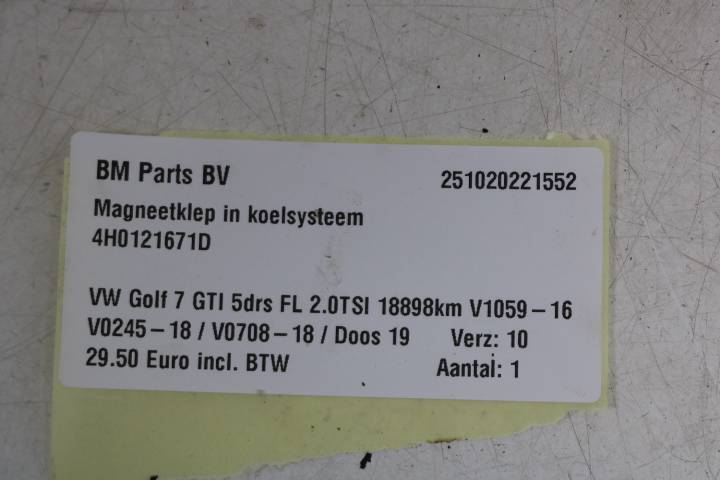 BM Parts BV 251020221552
Magneetklep in koelsysteem
4H0121671D
VW Golf 7 GTI 5drs FL 2.0TSI 18898km V1059-16
V0245-18 / V0708-18 / Doos 19 Verz: 10
29.50 Euro incl. BTW Aantal: 1